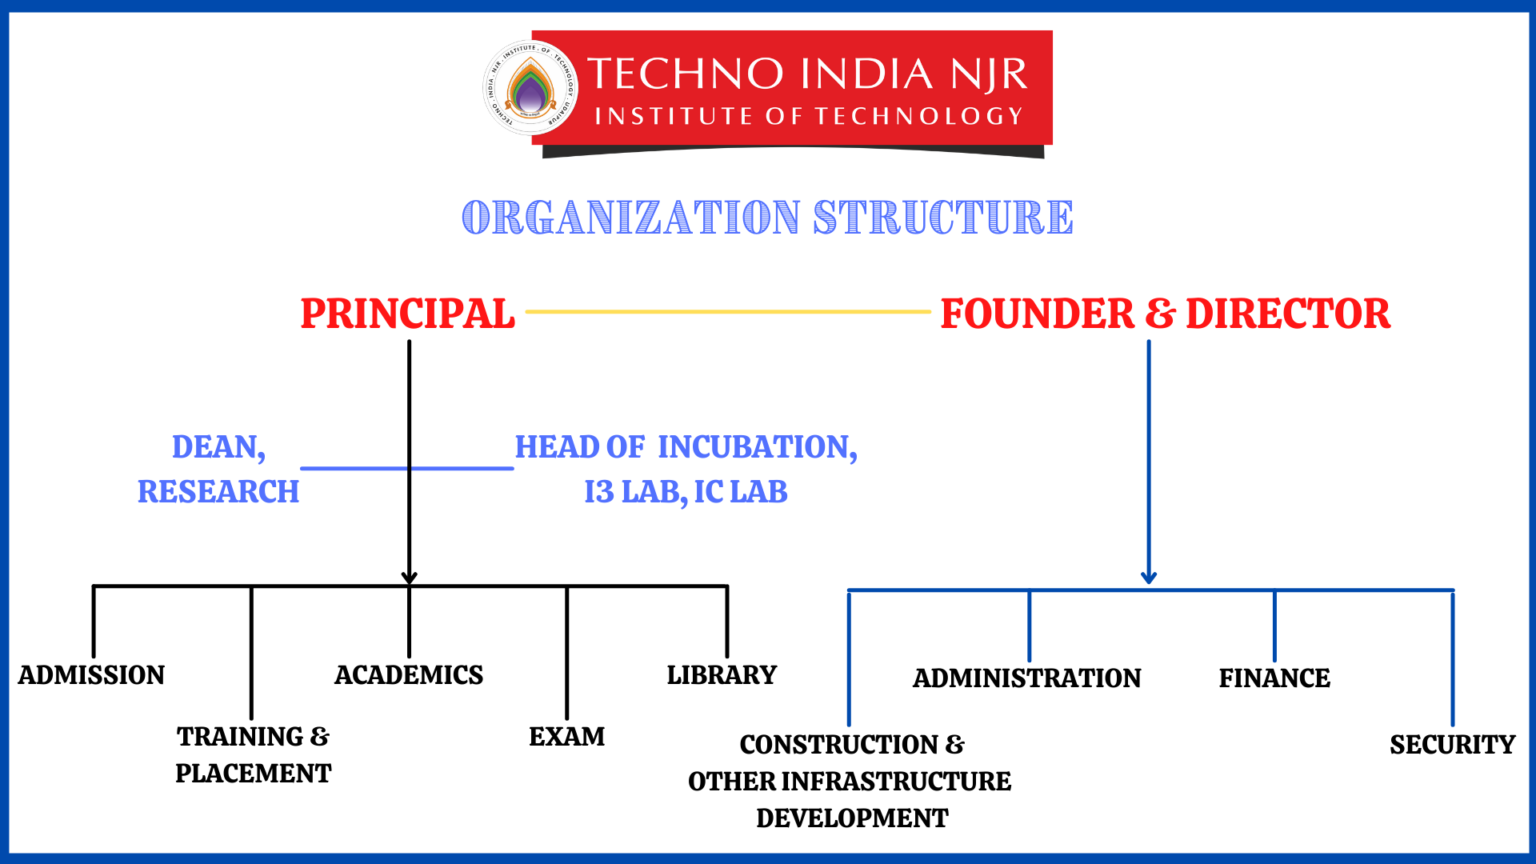 TECHNO INDIA NJR INSTITUTE OF TECHNOLOGY UDAIPUR
TECHNO INDIA NJR
INSTITUTE OF TECHNOLOGY
ORGANIZATION STRUCTURE
PRINCIPAL
FOUNDER & DIRECTOR
DEAN,
RESEARCH
HEAD OF INCUBATION,
I3 LAB, IC LAB
ADMISSION
TRAINING &
PLACEMENT
ACADEMICS
EXAM
LIBRARY
CONSTRUCTION &
OTHER INFRASTRUCTURE
DEVELOPMENT
ADMINISTRATION
FINANCE
SECURITY